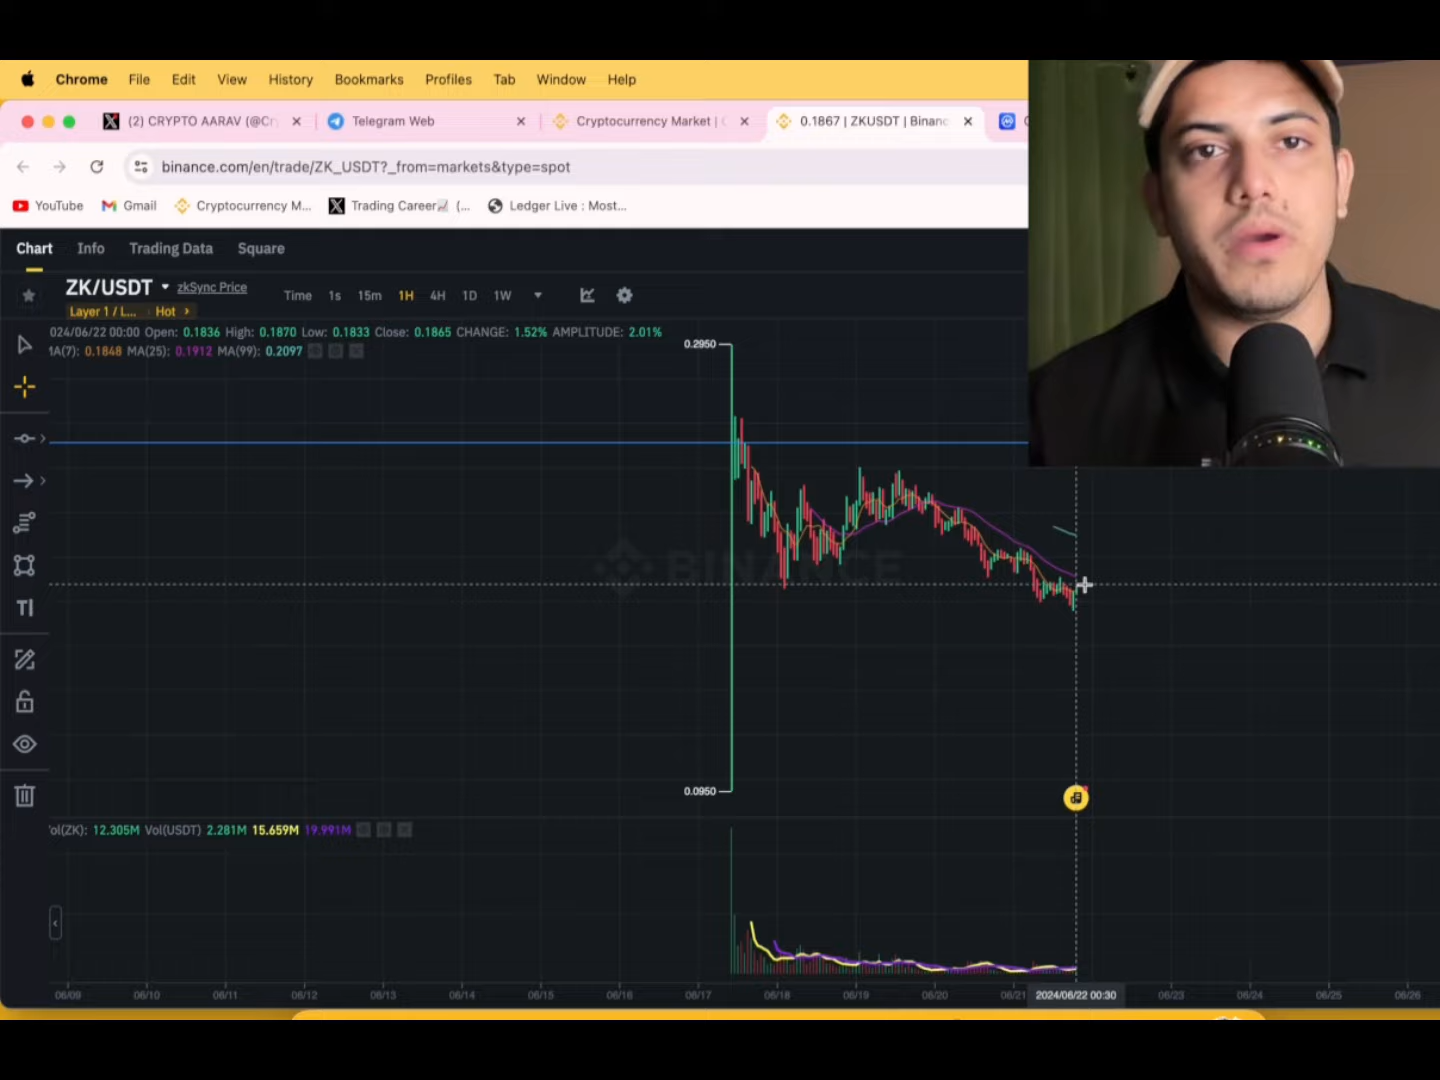 Chrome File Edit View History Bookmarks Profiles Tab Window Help
(2) CRYPTO AARAV (@Cr Telegram Web Cryptocurrency Market | 0.1867 | ZKUSDT | Binanc
binance.com/en/trade/ZK_USDT?_from=markets&type=spot
YouTube Gmail Cryptocurrency M... Trading Career (... Ledger Live : Most...
Chart Info Trading Data Square
ZK/USDT zkSync Price Time 1s 15m 1H 4H 1D 1W
Layer 1 / L... Hot
024/06/22 00:00 Open: 0.1836 High: 0.1870 Low: 0.1833 Close: 0.1865 CHANGE: 1.52% AMPLITUDE: 2.01%
MA(7): 0.1848 MA(25): 0.1912 MA(99): 0.2097
0.2950
BINANCE
0.0950
ol(ZK): 12.305M Vol(USDT) 2.281M 15.659M 19.991M
06/09 06/10 06/11 06/12 06/13 06/14 06/15 06/16 06/17 06/18 06/19 06/20 06/21 2024/06/22 00:30 06/23 06/24 06/25 06/26